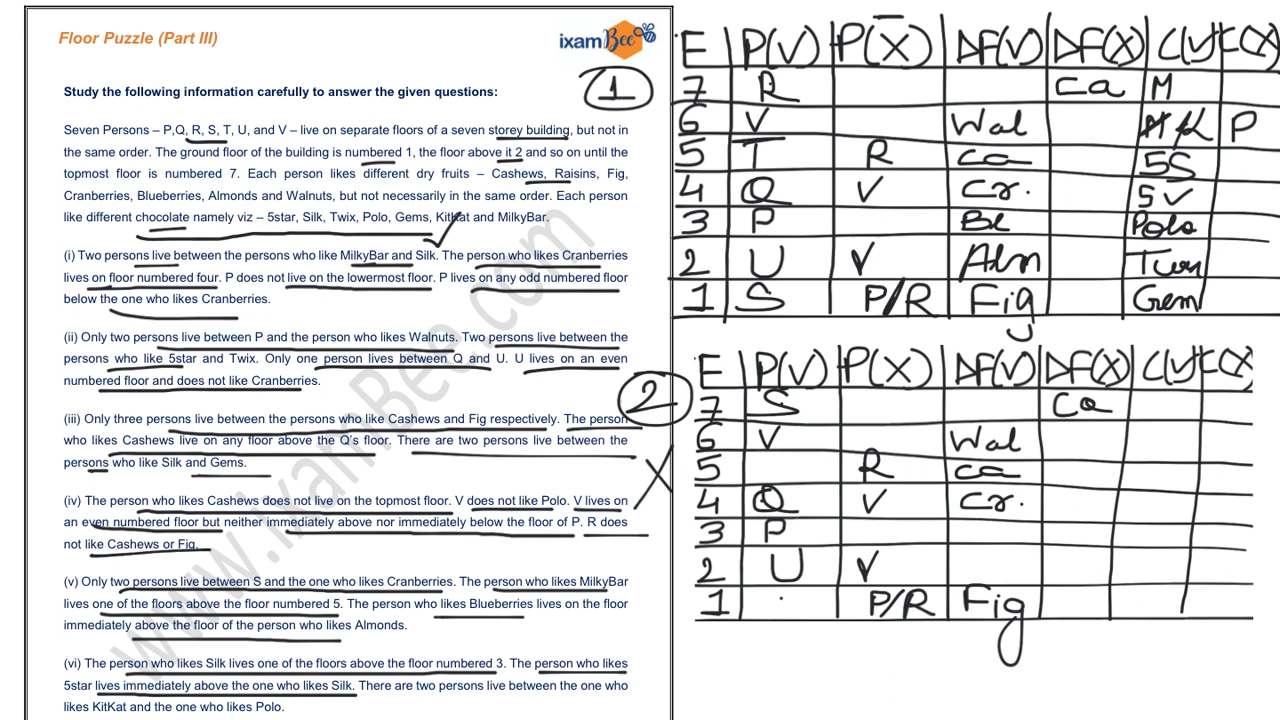 Floor Puzzle (Part III)
ixamBee
Study the following information carefully to answer the given questions:
1
Seven Persons – P,Q, R, S, T, U, and V – live on separate floors of a seven storey building, but not in
the same order. The ground floor of the building is numbered 1, the floor above it 2 and so on until the
topmost floor is numbered 7. Each person likes different dry fruits – Cashews, Raisins, Fig,
Cranberries, Blueberries, Almonds and Walnuts, but not necessarily in the same order. Each person
like different chocolate namely viz – 5star, Silk, Twix, Polo, Gems, KitKat and MilkyBar.
(i) Two persons live between the persons who like MilkyBar and Silk. The person who likes Cranberries
lives on floor numbered four. P does not live on the lowermost floor. P lives on any odd numbered floor
below the one who likes Cranberries.
(ii) Only two persons live between P and the person who likes Walnuts. Two persons live between the
persons who like 5star and Twix. Only one person lives between Q and U. U lives on an even
numbered floor and does not like Cranberries.
2
(iii) Only three persons live between the persons who like Cashews and Fig respectively. The person
who likes Cashews live on any floor above the Q's floor. There are two persons live between the
persons who like Silk and Gems.
(iv) The person who likes Cashews does not live on the topmost floor. V does not like Polo. V lives on
an even numbered floor but neither immediately above nor immediately below the floor of P. R does
not like Cashews or Fig.
(v) Only two persons live between S and the one who likes Cranberries. The person who likes MilkyBar
lives one of the floors above the floor numbered 5. The person who likes Blueberries lives on the floor
immediately above the floor of the person who likes Almonds.
(vi) The person who likes Silk lives one of the floors above the floor numbered 3. The person who likes
5star lives immediately above the one who likes Silk. There are two persons live between the one who
likes KitKat and the one who likes Polo.
www.ixamBee.com
F P(V) P(X) DF(V) DF(X) C(V) C(X)
7 R Ca M
6 V Wal K P
5 T R Ca 5S
4 Q V Cr. S
3 P Bl Polo
2 U V Alm
1 S P/R Fig Gem
F P(V) P(X) DF(V) DF(X) C(V) C(X)
7 S Ca
6 V Wal
5 R Ca
4 Q V Cr.
3 P
2 U V
1 P/R Fig